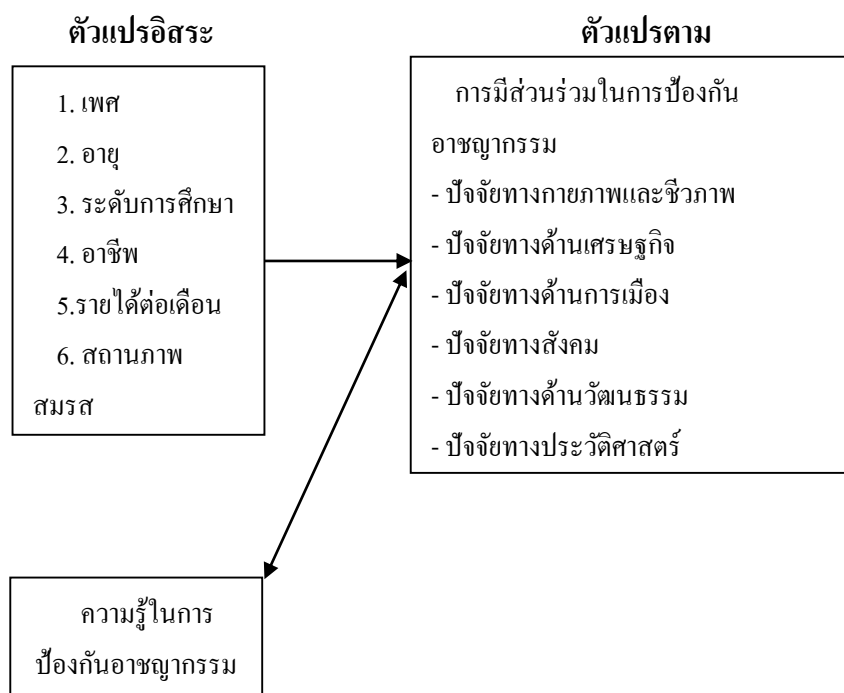 ตัวแปรอิสระ
1. เพศ
2. อายุ
3. ระดับการศึกษา
4. อาชีพ
5.รายได้ต่อเดือน
6. สถานภาพ
สมรส
ตัวแปรตาม
การมีส่วนร่วมในการป้องกัน
อาชญากรรม
- ปัจจัยทางกายภาพและชีวภาพ
- ปัจจัยทางด้านเศรษฐกิจ
- ปัจจัยทางด้านการเมือง
- ปัจจัยทางสังคม
- ปัจจัยทางด้านวัฒนธรรม
- ปัจจัยทางประวัติศาสตร์
ความรู้ในการ
ป้องกันอาชญากรรม